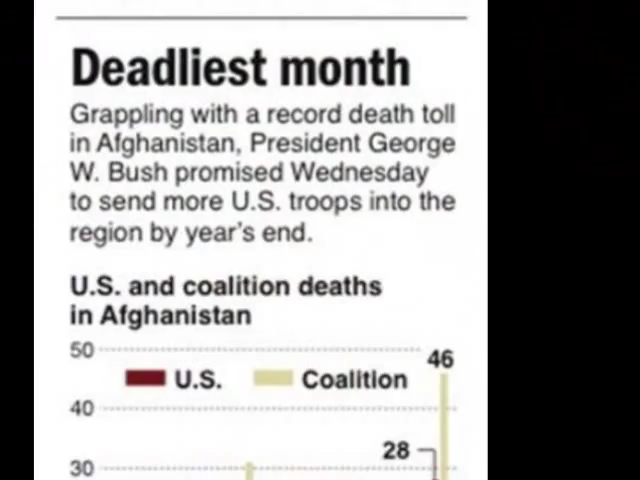 Deadliest month
Grappling with a record death toll
in Afghanistan, President George
W. Bush promised Wednesday
to send more U.S. troops into the
region by year's end.
U.S. and coalition deaths
in Afghanistan
50
46
U.S. Coalition
40
28
30